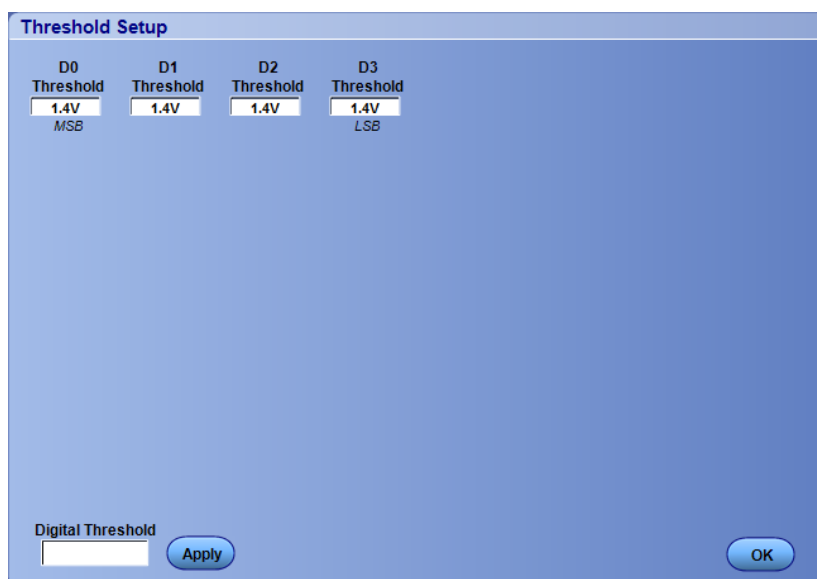 Threshold Setup
D0 D1 D2 D3
Threshold Threshold Threshold Threshold
1.4V 1.4V 1.4V 1.4V
MSB LSB
Digital Threshold
Apply OK